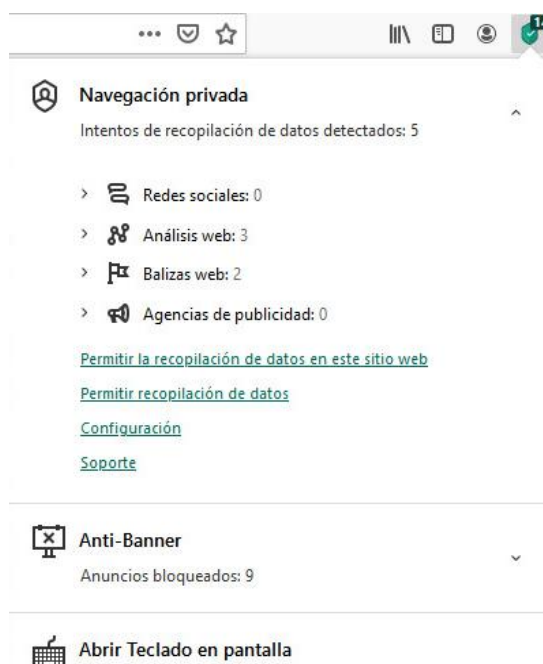 Navegación privada
Intentos de recopilación de datos detectados: 5
Redes sociales: 0
Análisis web: 3
Balizas web: 2
Agencias de publicidad: 0
Permitir la recopilación de datos en este sitio web
Permitir recopilación de datos
Configuración
Soporte
Anti-Banner
Anuncios bloqueados: 9
Abrir Teclado en pantalla